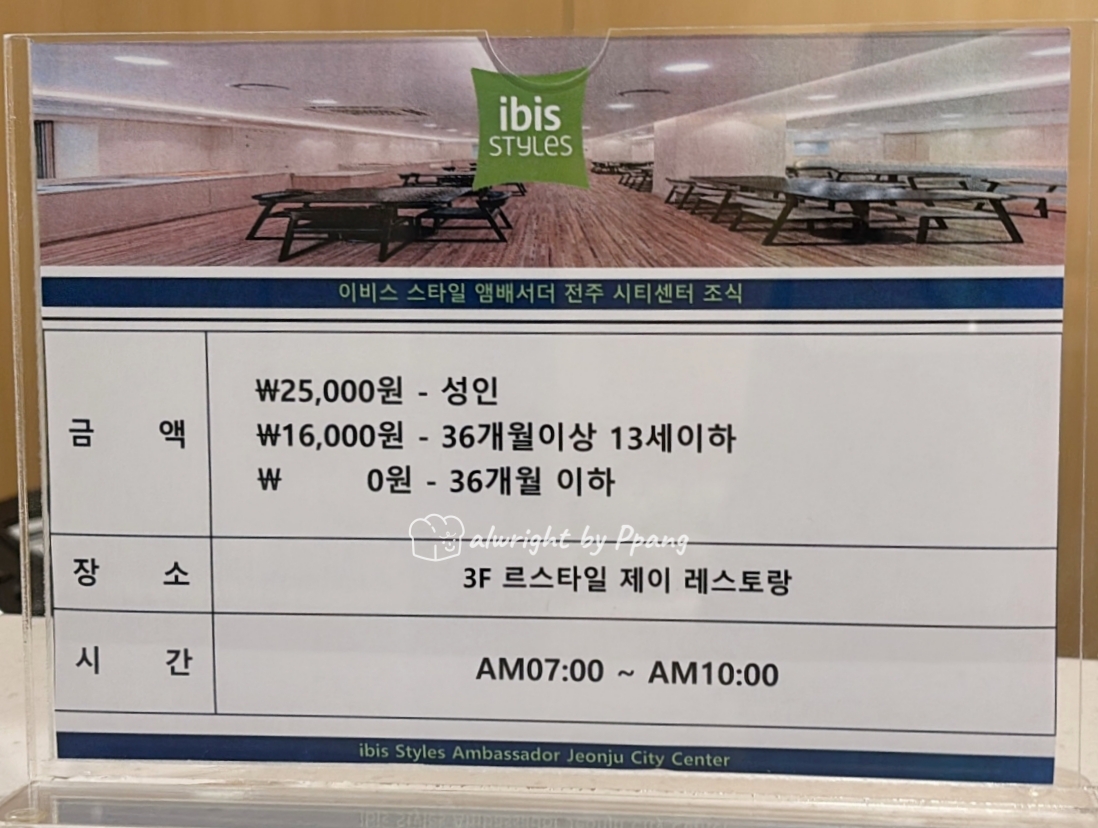 ibis
STYLES
이비스 스타일 앰배서더 전주 시티센터 조식
금 액
₩25,000원 - 성인
₩16,000원 - 36개월이상 13세이하
₩ 0원 - 36개월 이하
alwright by Ppang
장 소
3F 르스타일 제이 레스토랑
시 간
AM07:00 ~ AM10:00
ibis Styles Ambassador Jeonju City Center